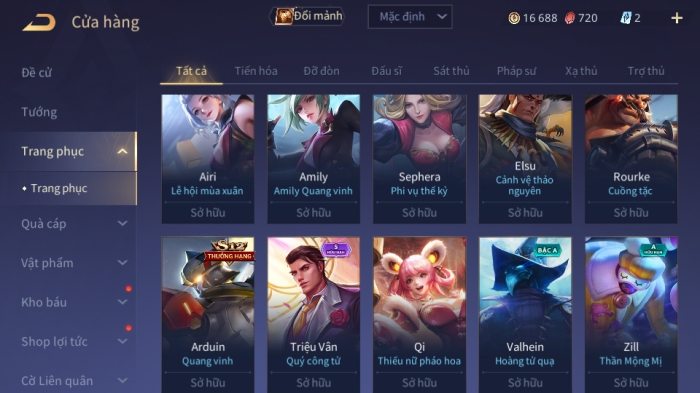 Cửa hàng
Đổi mảnh
Mặc định
16 688
720
2
Đề cử
Tướng
Trang phục
Trang phục
Quà cáp
Vật phẩm
Kho báu
Shop lợi tức
Cờ Liên quân
Tất cả Tiến hóa Đỡ đòn Đấu sĩ Sát thủ Pháp sư Xạ thủ Trợ thủ
Airi
Lễ hội mùa xuân
Sở hữu
Amily
Amily Quang vinh
Sở hữu
Sephera
Phi vụ thế kỷ
Sở hữu
Elsu
Cảnh vệ thảo
nguyên
Sở hữu
Rourke
Cuồng tặc
Sở hữu
THƯỞNG HẠNG
Arduin
Quang vinh
Sở hữu
S
HỮU HẠN
Triệu Vân
Quý công tử
Sở hữu
Qi
Thiếu nữ pháo hoa
Sở hữu
BẬC A
Valhein
Hoàng tử quạ
Sở hữu
A
HỮU HẠN
Zill
Thần Mộng Mị
Sở hữu